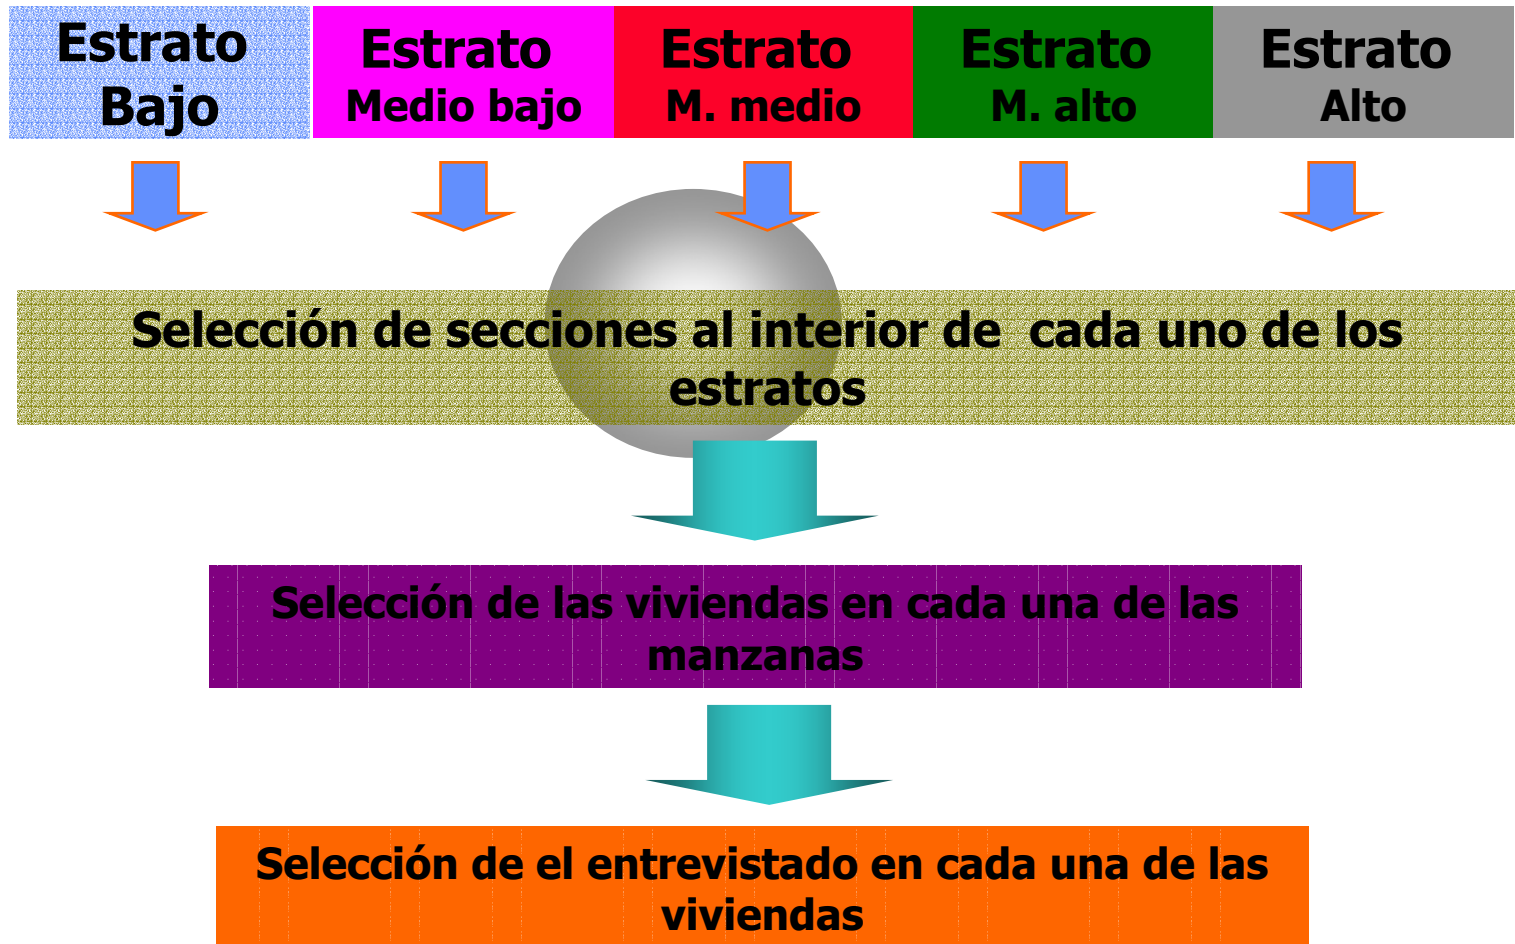 Estrato
Bajo
Estrato
Medio bajo
Estrato
M. medio
Estrato
M. alto
Estrato
Alto
Selección de secciones al interior de cada uno de los
estratos
Selección de las viviendas en cada una de las
manzanas
Selección de el entrevistado en cada una de las
viviendas